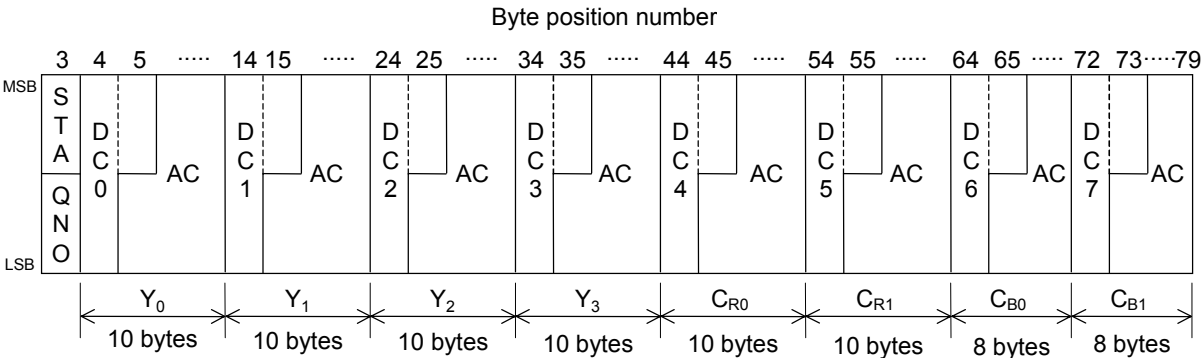 Byte position number
3 4 5 ····· 14 15 ····· 24 25 ····· 34 35 ····· 44 45 ····· 54 55 ····· 64 65 ····· 72 73·····79
MSB
STA
QNO
LSB
DC0
AC
DC1
AC
DC2
AC
DC3
AC
DC4
AC
DC5
AC
DC6
AC
DC7
AC
Y0 Y1 Y2 Y3 CR0 CR1 CB0 CB1
10 bytes 10 bytes 10 bytes 10 bytes 10 bytes 10 bytes 8 bytes 8 bytes